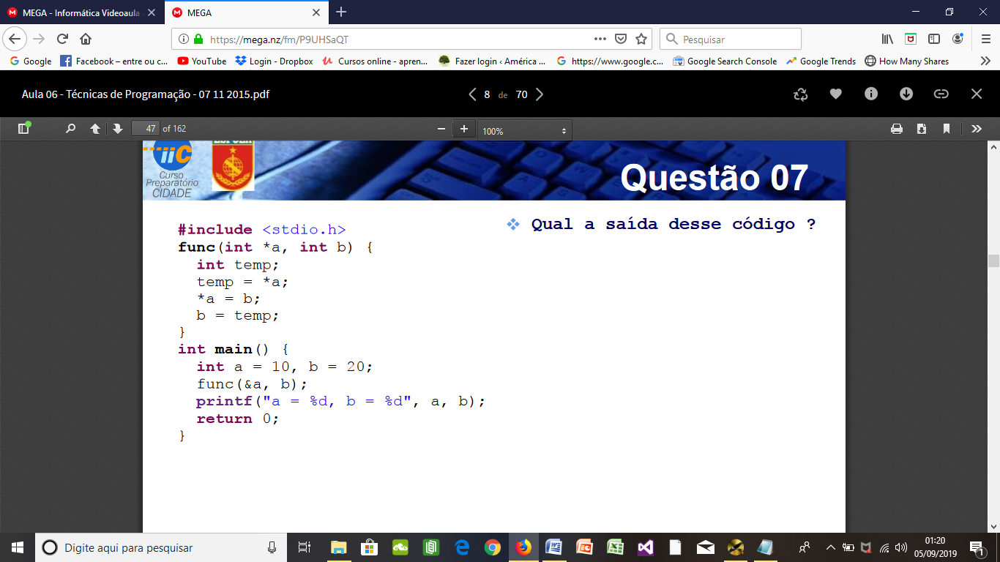 MEGA - Informática Videoaula
MEGA
https://mega.nz/fm/P9UHSaQT
Pesquisar
Google
Facebook – entre ou c...
YouTube
Login - Dropbox
Cursos online - apren...
Fazer login ‹ América ...
https://www.google.c...
Google Search Console
Google Trends
How Many Shares
Aula 06 - Técnicas de Programação - 07 11 2015.pdf
8 de 70
47 of 162
100%
Curso
Preparatório
CIDADE
Questão 07
Qual a saída desse código ?
#include <stdio.h>
func(int *a, int b) {
int temp;
temp = *a;
*a = b;
b = temp;
}
int main() {
int a = 10, b = 20;
func(&a, b);
printf("a = %d, b = %d", a, b);
return 0;
}
Digite aqui para pesquisar
01:20
05/09/2019
1